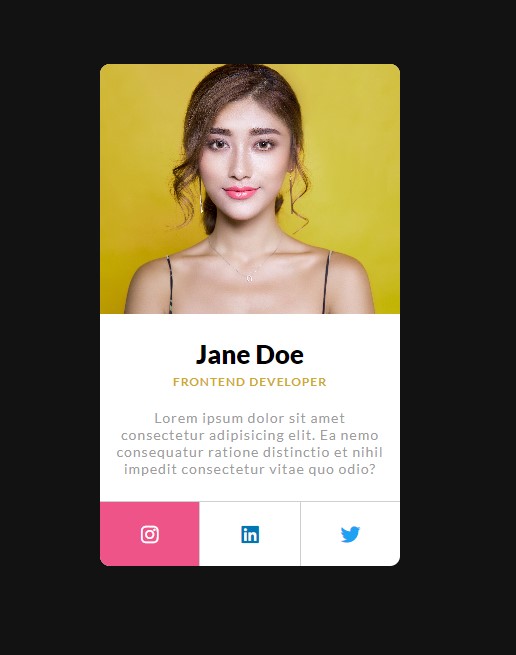 Jane Doe
FRONTEND DEVELOPER
Lorem ipsum dolor sit amet
consectetur adipisicing elit. Ea nemo
consequatur ratione distinctio et nihil
impedit consectetur vitae quo odio?
in